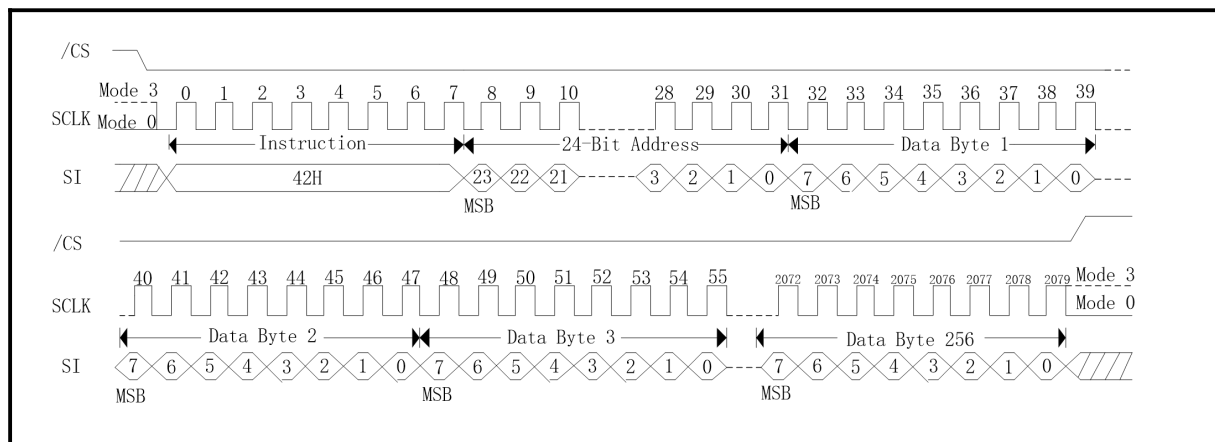 /CS
Mode 3 0 1 2 3 4 5 6 7 8 9 10 28 29 30 31 32 33 34 35 36 37 38 39
SCLK
Mode 0
Instruction 24-Bit Address Data Byte 1
SI 42H 23 22 21 3 2 1 0 7 6 5 4 3 2 1 0
MSB MSB
/CS
40 41 42 43 44 45 46 47 48 49 50 51 52 53 54 55 2072 2073 2074 2075 2076 2077 2078 2079 Mode 3
SCLK Mode 0
Data Byte 2 Data Byte 3 Data Byte 256
SI 7 6 5 4 3 2 1 0 7 6 5 4 3 2 1 0 7 6 5 4 3 2 1 0
MSB MSB MSB